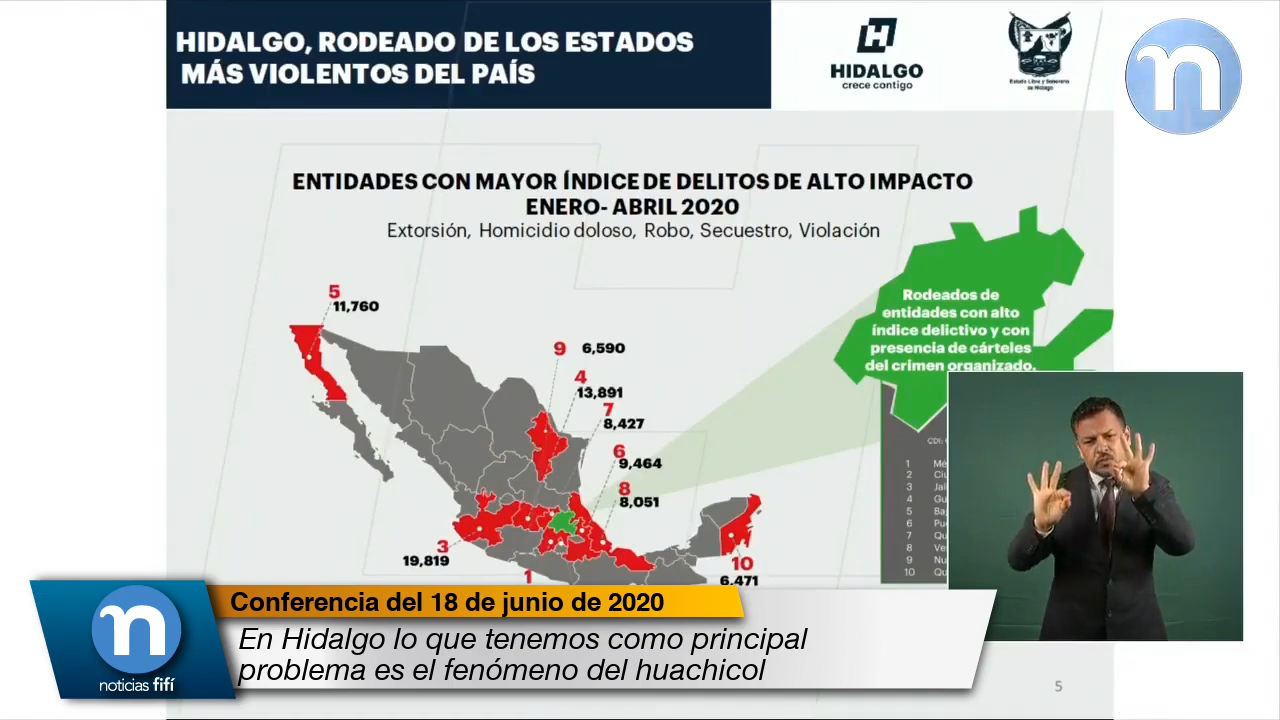 HIDALGO, RODEADO DE LOS ESTADOS
MÁS VIOLENTOS DEL PAÍS
HIDALGO
crece contigo
Estado Libre y Soberano
de Hidalgo
n
ENTIDADES CON MAYOR ÍNDICE DE DELITOS DE ALTO IMPACTO
ENERO- ABRIL 2020
Extorsión, Homicidio doloso, Robo, Secuestro, Violación
5
11,760
9 6,590
4
13,891
7
8,427
6
9,464
8
8,051
3
19,819
1
10
6,471
Rodeados de
entidades con alto
índice delictivo y con
presencia de cárteles
del crimen organizado.
1
2
3
4
5
6
7
8
9
10
n
noticias fifí
Conferencia del 18 de junio de 2020
En Hidalgo lo que tenemos como principal
problema es el fenómeno del huachicol
5